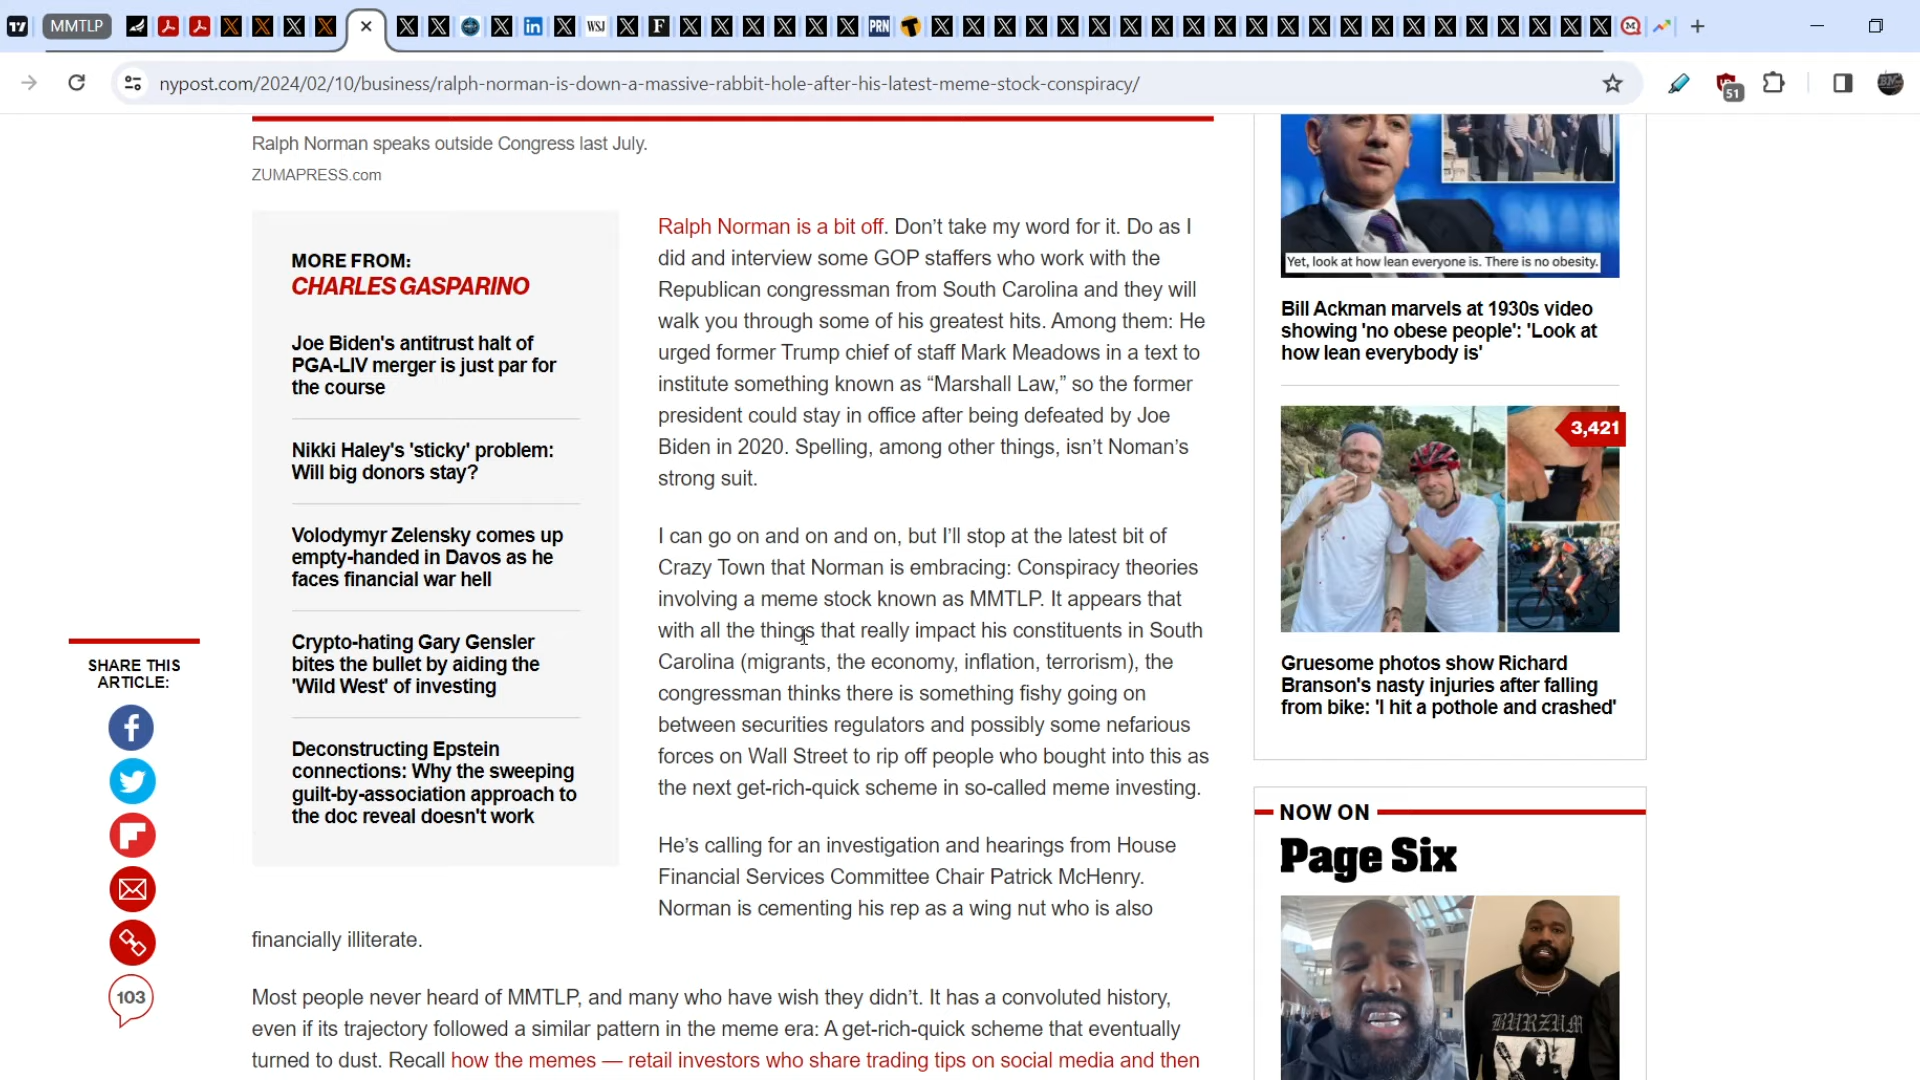 MMTLP
WSJ
PRN
nypost.com/2024/02/10/business/ralph-norman-is-down-a-massive-rabbit-hole-after-his-latest-meme-stock-conspiracy/
51
Ralph Norman speaks outside Congress last July.
ZUMAPRESS.com
MORE FROM:
CHARLES GASPARINO
Joe Biden's antitrust halt of
PGA-LIV merger is just par for
the course
Nikki Haley's 'sticky' problem:
Will big donors stay?
Volodymyr Zelensky comes up
empty-handed in Davos as he
faces financial war hell
Crypto-hating Gary Gensler
bites the bullet by aiding the
'Wild West' of investing
Deconstructing Epstein
connections: Why the sweeping
guilt-by-association approach to
the doc reveal doesn't work
SHARE THIS
ARTICLE:
103
Ralph Norman is a bit off. Don’t take my word for it. Do as I
did and interview some GOP staffers who work with the
Republican congressman from South Carolina and they will
walk you through some of his greatest hits. Among them: He
urged former Trump chief of staff Mark Meadows in a text to
institute something known as “Marshall Law,” so the former
president could stay in office after being defeated by Joe
Biden in 2020. Spelling, among other things, isn’t Noman’s
strong suit.
I can go on and on and on, but I’ll stop at the latest bit of
Crazy Town that Norman is embracing: Conspiracy theories
involving a meme stock known as MMTLP. It appears that
with all the things that really impact his constituents in South
Carolina (migrants, the economy, inflation, terrorism), the
congressman thinks there is something fishy going on
between securities regulators and possibly some nefarious
forces on Wall Street to rip off people who bought into this as
the next get-rich-quick scheme in so-called meme investing.
He’s calling for an investigation and hearings from House
Financial Services Committee Chair Patrick McHenry.
Norman is cementing his rep as a wing nut who is also
financially illiterate.
Most people never heard of MMTLP, and many who have wish they didn’t. It has a convoluted history,
even if its trajectory followed a similar pattern in the meme era: A get-rich-quick scheme that eventually
turned to dust. Recall how the memes — retail investors who share trading tips on social media and then
Yet, look at how lean everyone is. There is no obesity.
Bill Ackman marvels at 1930s video
showing 'no obese people': 'Look at
how lean everybody is'
3,421
Gruesome photos show Richard
Branson's nasty injuries after falling
from bike: 'I hit a pothole and crashed'
NOW ON
Page Six
BURZUM